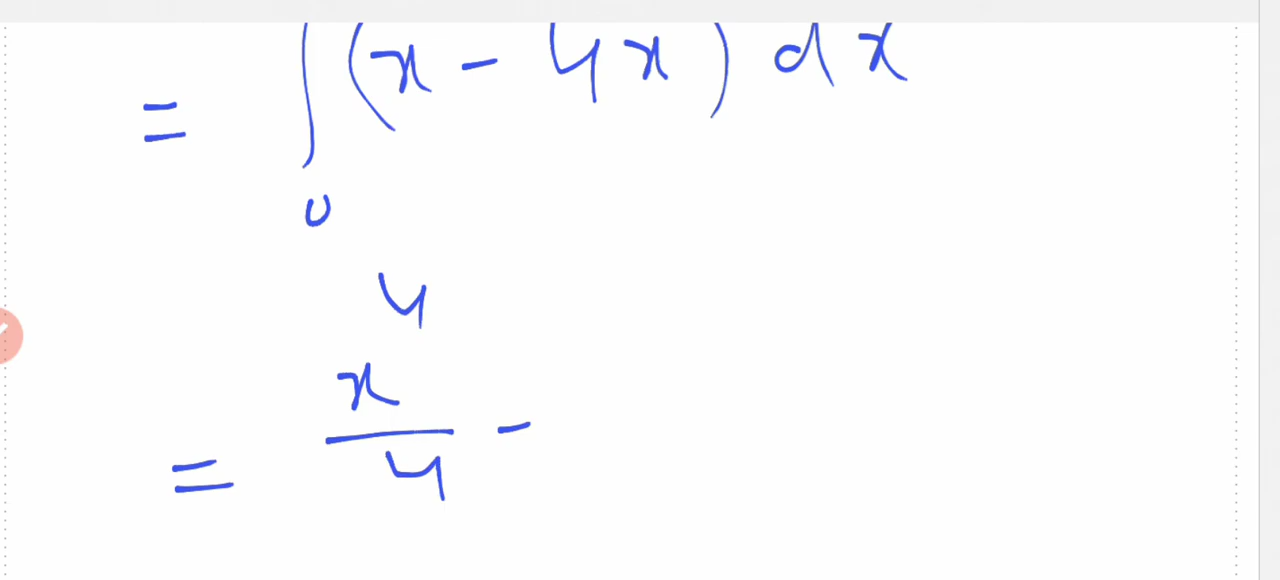 = ∫₀ (x - 4x) dx
= x⁴/4 -